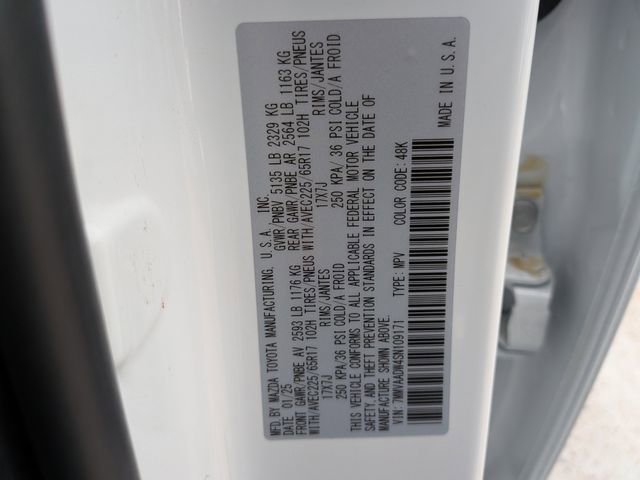 MFD. BY MAZDA TOYOTA MANUFACTURING, U.S.A., INC.
DATE 01/25 GVWR/PNBV 5135 LB 2329 KG
FRONT GAWR/PNBE AV 2593 LB 1176 KG REAR GAWR/PNBE AR 2564 LB 1163 KG
WITH/AVEC225/65R17 102H TIRES/PNEUS WITH/AVEC225/65R17 102H TIRES/PNEUS
17X7J RIMS/JANTES 17X7J RIMS/JANTES
250 KPA/36 PSI COLD/A FROID 250 KPA/ 36 PSI COLD/A FROID
THIS VEHICLE CONFORMS TO ALL APPLICABLE FEDERAL MOTOR VEHICLE
SAFETY, AND THEFT PREVENTION STANDARDS IN EFFECT ON THE DATE OF
MANUFACTURE SHOWN ABOVE.
VIN: 7MMVAADW4SN109171 TYPE: MPV COLOR CODE: 48K
MADE IN U.S.A.